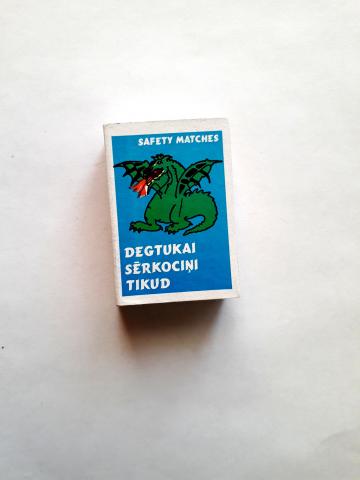 SAFETY MATCHES
DEGTUKAI
SĒRKOCIŅI
TIKUD